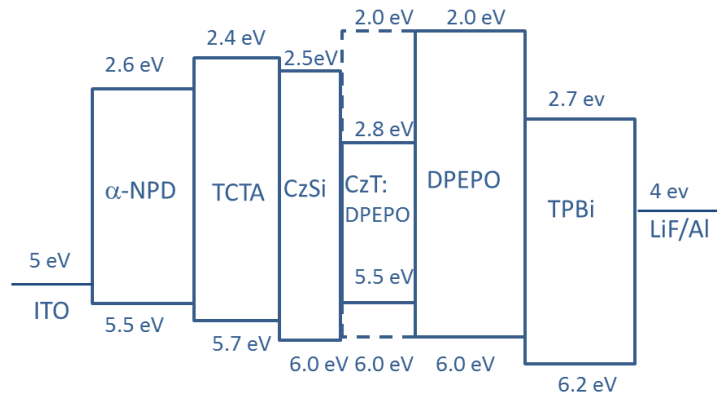 2.0 eV 2.0 eV
2.4 eV
2.5eV
2.6 eV
2.7 ev
2.8 eV
α-NPD
TCTA
CzSi
CzT:
DPEPO
DPEPO
TPBi
4 ev
LiF/Al
5 eV
ITO
5.5 eV
5.5 eV
5.7 eV
6.0 eV 6.0 eV 6.0 eV
6.2 eV